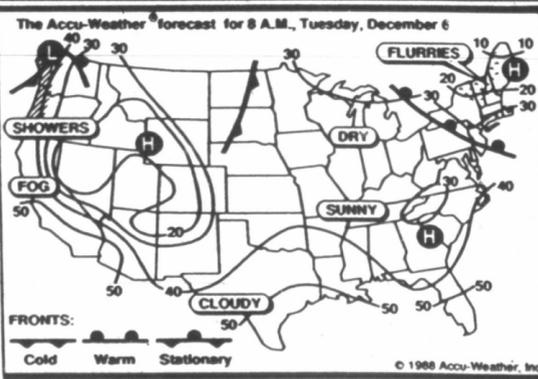 The Accu-Weather® forecast for 8 A.M., Tuesday, December 6
40 30 30
L
10 10
FLURRIES
H
30
20
30
20
30
SHOWERS
H
DRY
FOG
30
40
50
SUNNY
20
H
50
40
50
50
50
CLOUDY
50
FRONTS:
Cold Warm Stationary
© 1988 Accu-Weather, Inc